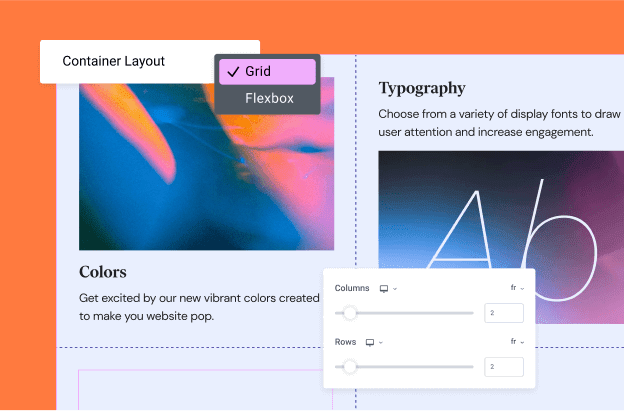 Container Layout
Grid
Flexbox
Typography
Choose from a variety of display fonts to draw
user attention and increase engagement.
Ab
Colors
Get excited by our new vibrant colors created
to make you website pop.
Columns
fr
2
Rows
fr
2